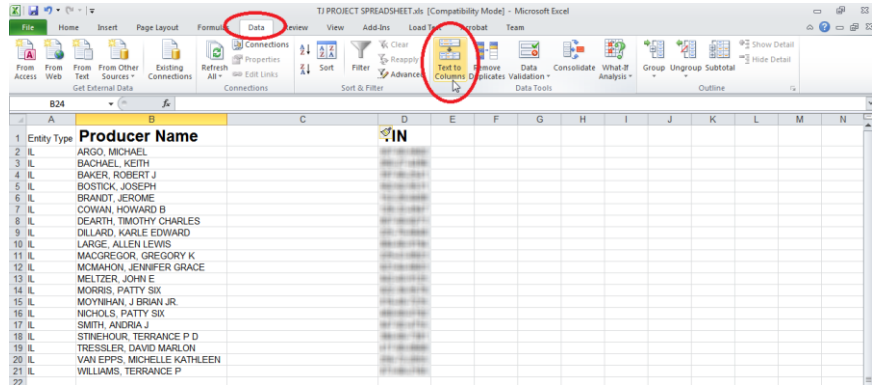 TJ PROJECT SPREADSHEET.xls [Compatibility Mode] - Microsoft Excel
File Home Insert Page Layout Formulas Data Review View Add-Ins Load Test Acrobat Team
From Access
From Web
From Text
From Other Sources
Existing Connections
Get External Data
Refresh All
Connections
Properties
Edit Links
Connections
Sort
Filter
Clear
Reapply
Advanced
Sort & Filter
Text to Columns
Remove Duplicates
Data Validation
Consolidate
What-If Analysis
Data Tools
Group
Ungroup
Subtotal
Show Detail
Hide Detail
Outline
B24 fx
A B C D E F G H I J K L M N
1 Entity Type Producer Name IN
2 IL ARGO, MICHAEL
3 IL BACHAEL, KEITH
4 IL BAKER, ROBERT J
5 IL BOSTICK, JOSEPH
6 IL BRANDT, JEROME
7 IL COWAN, HOWARD B
8 IL DEARTH, TIMOTHY CHARLES
9 IL DILLARD, KARLE EDWARD
10 IL LARGE, ALLEN LEWIS
11 IL MACGREGOR, GREGORY K
12 IL MCMAHON, JENNIFER GRACE
13 IL MELTZER, JOHN E
14 IL MORRIS, PATTY SIX
15 IL MOYNIHAN, J BRIAN JR.
16 IL NICHOLS, PATTY SIX
17 IL SMITH, ANDRIA J
18 IL STINEHOUR, TERRANCE P D
19 IL TRESSLER, DAVID MARLON
20 IL VAN EPPS, MICHELLE KATHLEEN
21 IL WILLIAMS, TERRANCE P
22